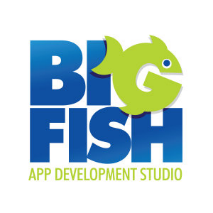 BIG
FISH
APP DEVELOPMENT STUDIO